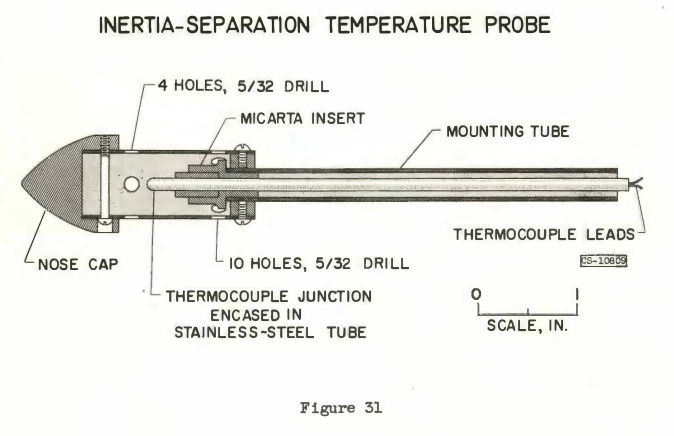 INERTIA-SEPARATION TEMPERATURE PROBE
4 HOLES, 5/32 DRILL
MICARTA INSERT
MOUNTING TUBE
THERMOCOUPLE LEADS
CS-10809
NOSE CAP
10 HOLES, 5/32 DRILL
THERMOCOUPLE JUNCTION
ENCASED IN
STAINLESS-STEEL TUBE
0 1
SCALE, IN.
Figure 31